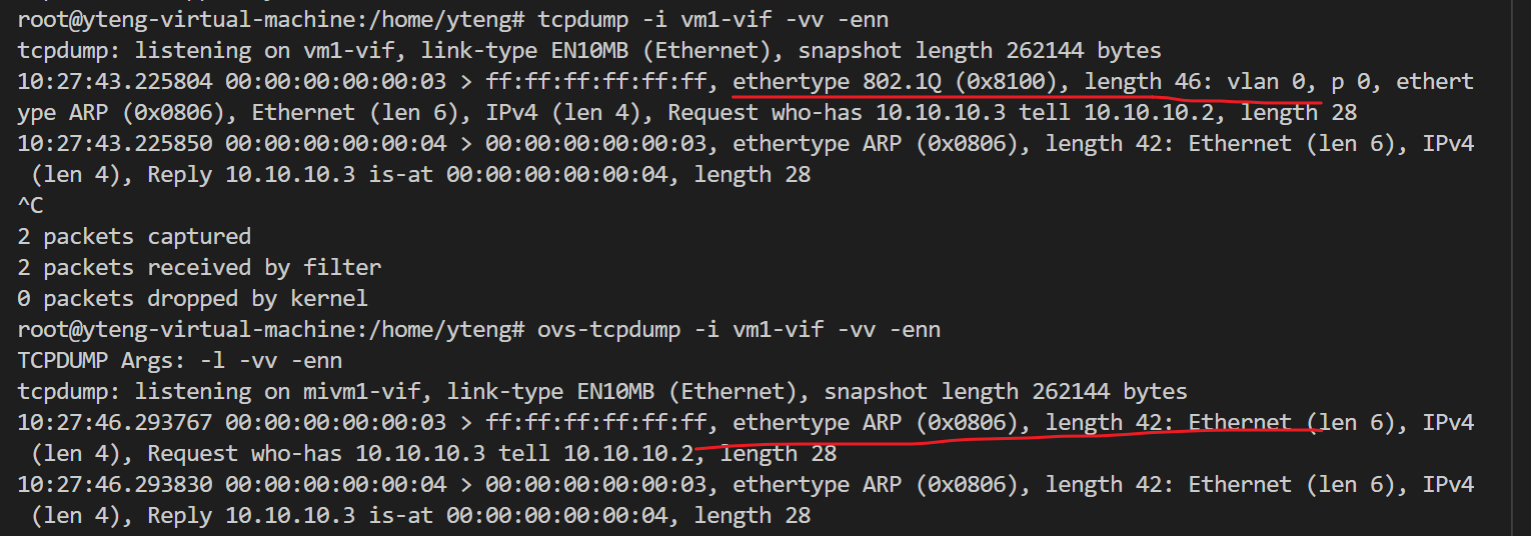 root@yteng-virtual-machine:/home/yteng# tcpdump -i vm1-vif -vv -enn
tcpdump: listening on vm1-vif, link-type EN10MB (Ethernet), snapshot length 262144 bytes
10:27:43.225804 00:00:00:00:00:03 > ff:ff:ff:ff:ff:ff, ethertype 802.1Q (0x8100), length 46: vlan 0, p 0, ethert
ype ARP (0x0806), Ethernet (len 6), IPv4 (len 4), Request who-has 10.10.10.3 tell 10.10.10.2, length 28
10:27:43.225850 00:00:00:00:00:04 > 00:00:00:00:00:03, ethertype ARP (0x0806), length 42: Ethernet (len 6), IPv4
 (len 4), Reply 10.10.10.3 is-at 00:00:00:00:00:04, length 28
^C
2 packets captured
2 packets received by filter
0 packets dropped by kernel
root@yteng-virtual-machine:/home/yteng# ovs-tcpdump -i vm1-vif -vv -enn
TCPDUMP Args: -l -vv -enn
tcpdump: listening on mivm1-vif, link-type EN10MB (Ethernet), snapshot length 262144 bytes
10:27:46.293767 00:00:00:00:00:03 > ff:ff:ff:ff:ff:ff, ethertype ARP (0x0806), length 42: Ethernet (len 6), IPv4
 (len 4), Request who-has 10.10.10.3 tell 10.10.10.2, length 28
10:27:46.293830 00:00:00:00:00:04 > 00:00:00:00:00:03, ethertype ARP (0x0806), length 42: Ethernet (len 6), IPv4
 (len 4), Reply 10.10.10.3 is-at 00:00:00:00:00:04, length 28